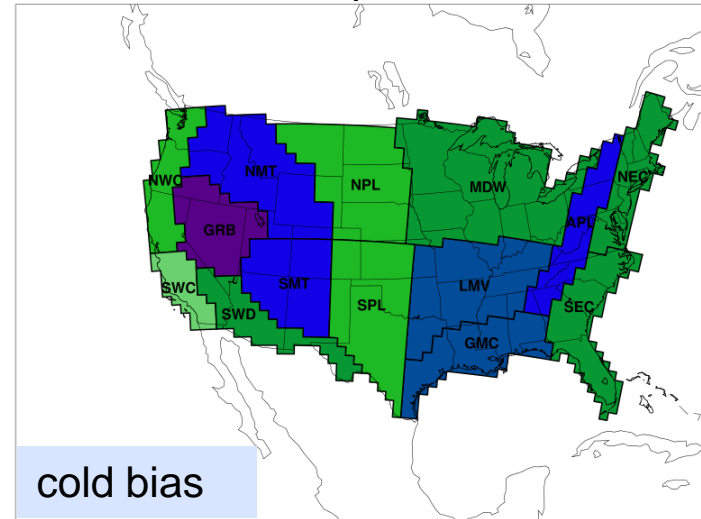 NWC
NMT
NPL
MDW
NEC
GRB
APL
SWC
SMT
LMV
SWD
SPL
SEC
GMC
cold bias